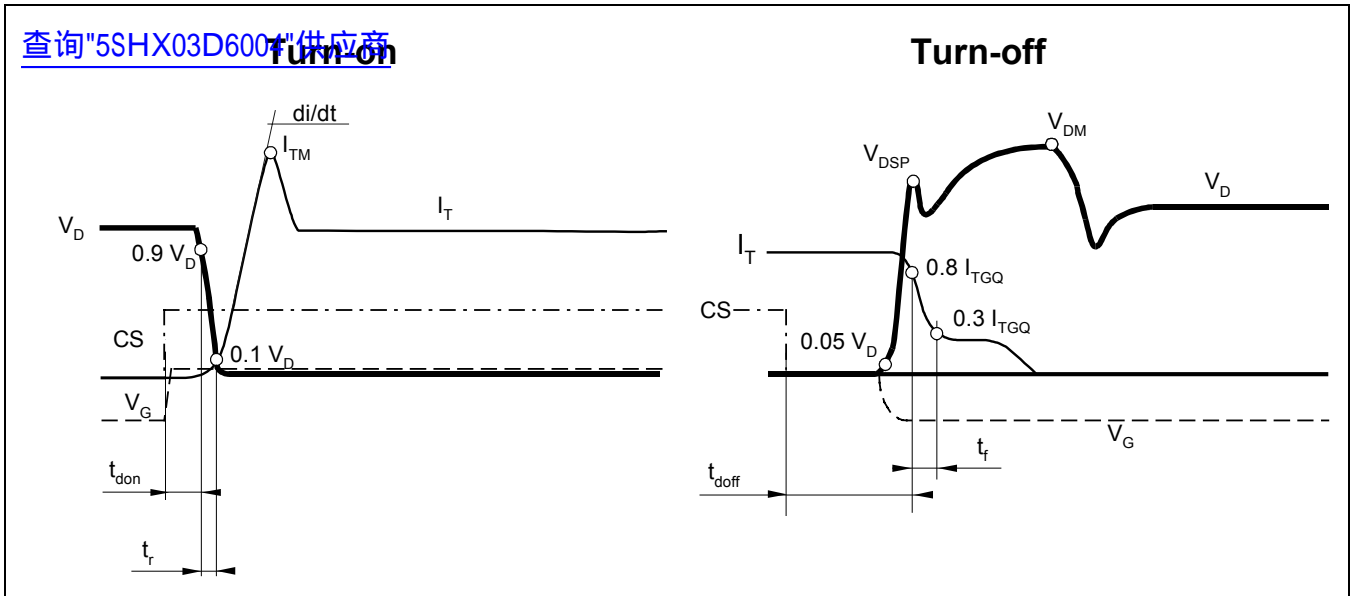 查询"5SHX03D6004"供应商
Turn-on
Turn-off
di/dt
I_TM
V_D
0.9 V_D
I_T
CS
0.1 V_D
V_G
t_don
t_r
V_DM
V_DSP
V_D
I_T
0.8 I_TGQ
CS
0.3 I_TGQ
0.05 V_D
V_G
t_f
t_doff